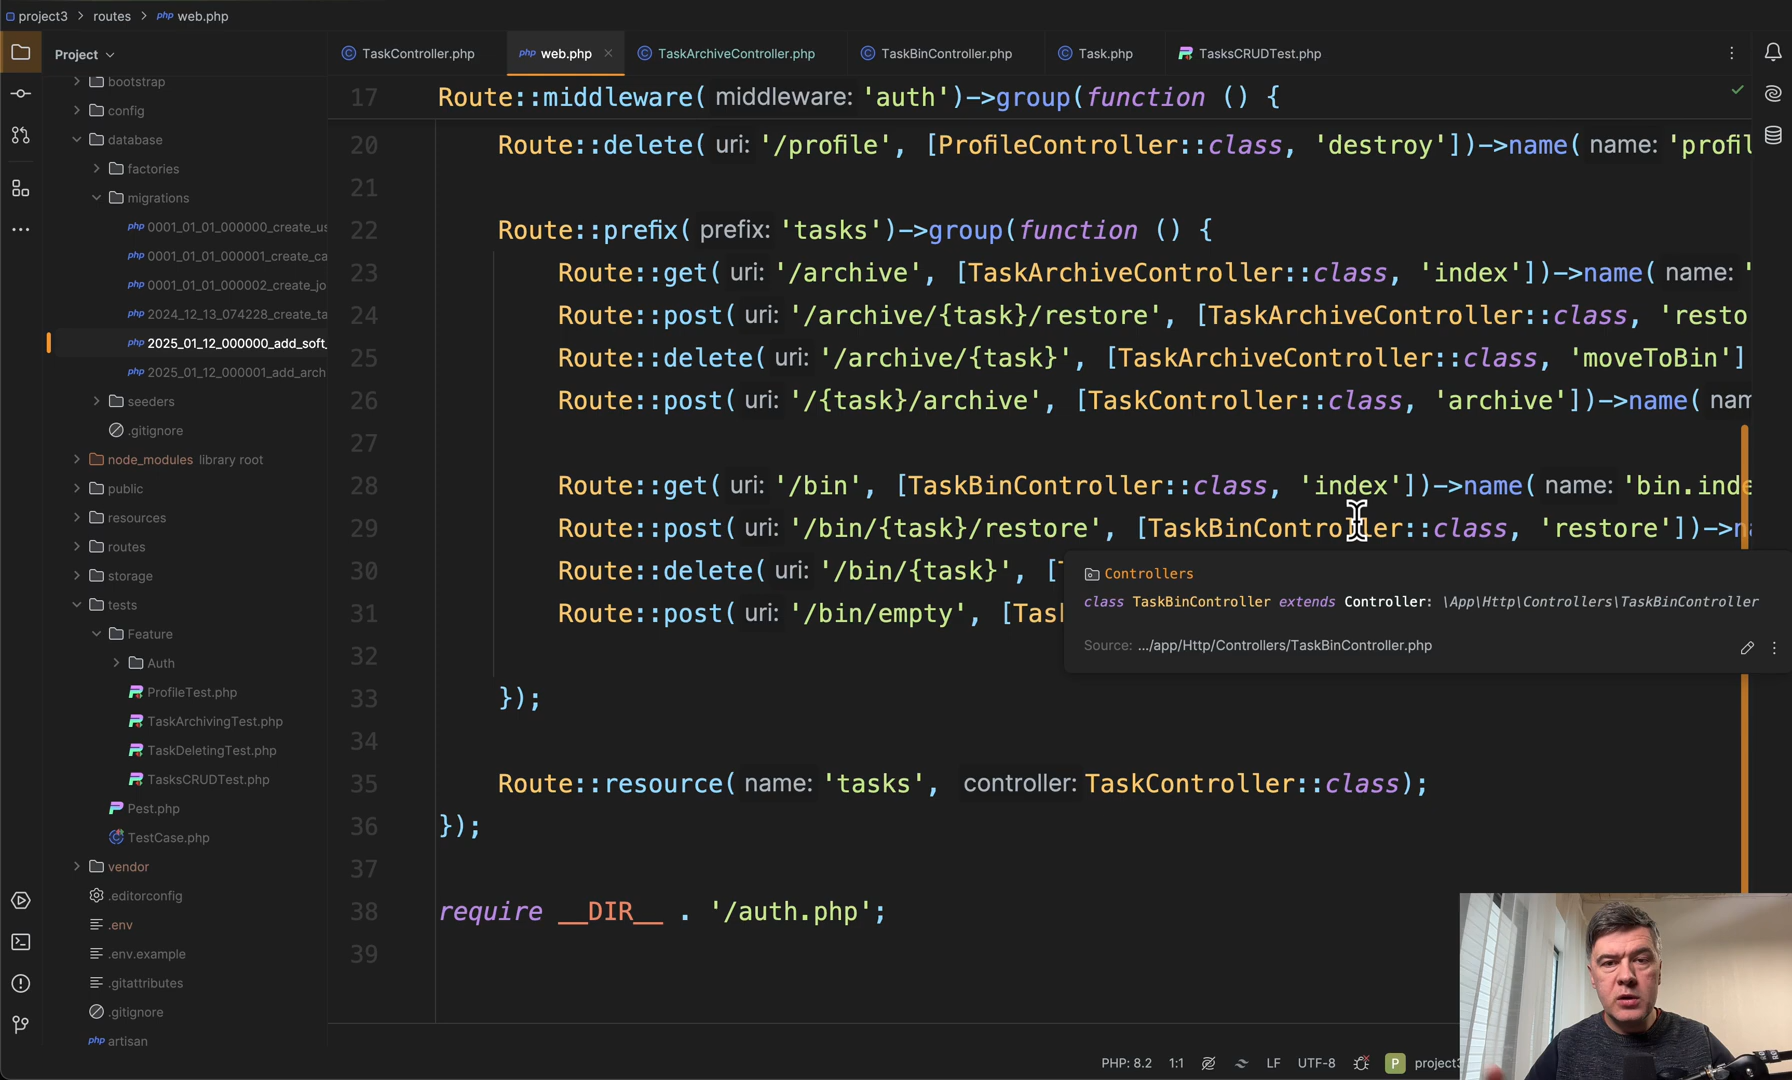 project3 > routes > php web.php
Project
TaskController.php
php web.php
TaskArchiveController.php
TaskBinController.php
Task.php
TasksCRUDTest.php
bootstrap
config
database
factories
migrations
php 0001_01_01_000000_create_us
php 0001_01_01_000001_create_ca
php 0001_01_01_000002_create_jo
php 2024_12_13_074228_create_ta
php 2025_01_12_000000_add_soft_
php 2025_01_12_000001_add_arch
seeders
.gitignore
node_modules library root
public
resources
routes
storage
tests
Feature
Auth
ProfileTest.php
TaskArchivingTest.php
TaskDeletingTest.php
TasksCRUDTest.php
Pest.php
TestCase.php
vendor
.editorconfig
.env
.env.example
.gitattributes
.gitignore
php artisan
17 Route::middleware( middleware: 'auth')->group(function () {
20 Route::delete( uri: '/profile', [ProfileController::class, 'destroy'])->name( name: 'profil
21
22 Route::prefix( prefix: 'tasks')->group(function () {
23 Route::get( uri: '/archive', [TaskArchiveController::class, 'index'])->name( name: '
24 Route::post( uri: '/archive/{task}/restore', [TaskArchiveController::class, 'resto
25 Route::delete( uri: '/archive/{task}', [TaskArchiveController::class, 'moveToBin']
26 Route::post( uri: '/{task}/archive', [TaskController::class, 'archive'])->name( nam
27
28 Route::get( uri: '/bin', [TaskBinController::class, 'index'])->name( name: 'bin.inde
29 Route::post( uri: '/bin/{task}/restore', [TaskBinController::class, 'restore'])->na
30 Route::delete( uri: '/bin/{task}', [T
31 Route::post( uri: '/bin/empty', [Tas
32
33 });
34
35 Route::resource( name: 'tasks', controller: TaskController::class);
36 });
37
38 require __DIR__ . '/auth.php';
39
Controllers
class TaskBinController extends Controller: \App\Http\Controllers\TaskBinController
Source: .../app/Http/Controllers/TaskBinController.php
PHP: 8.2 1:1 LF UTF-8 P project3